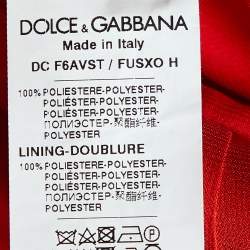 DOLCE & GABBANA
Made in Italy
DC F6AVST / FUSXO H
100% POLIESTERE-POLYESTER-
POLIÉSTER-POLYESTER-
POLIÉSTER-POLYESTER-
ПОЛИЭСТЕР-聚酯纤维-
POLYESTER
LINING-DOUBLURE
100% POLIESTERE-POLYESTER-
POLIÉSTER-POLYESTER-
POLIÉSTER-POLYESTER-
ПОЛИЭСТЕР-聚酯纤维-
POLYESTER